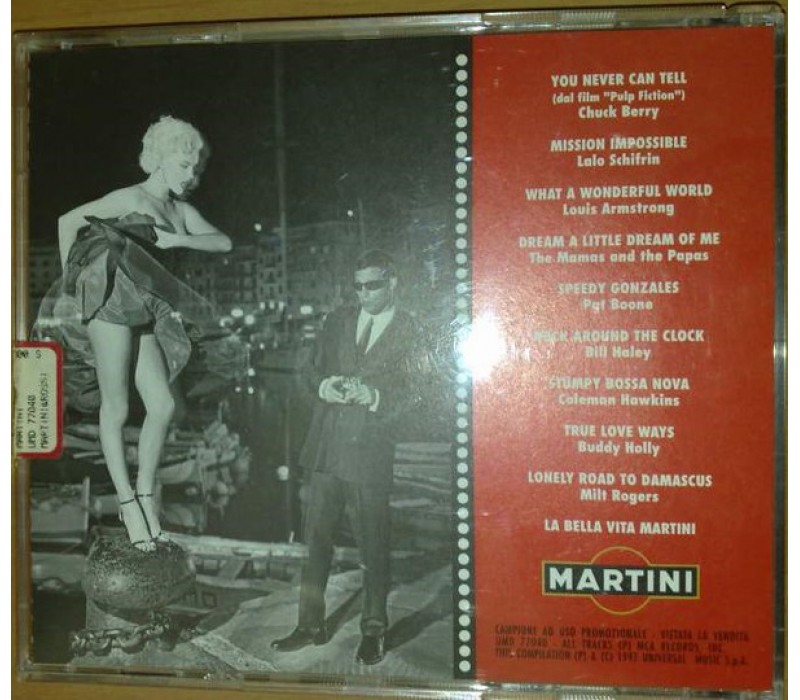 YOU NEVER CAN TELL
(dal film "Pulp Fiction")
Chuck Berry
MISSION IMPOSSIBLE
Lalo Schifrin
WHAT A WONDERFUL WORLD
Louis Armstrong
DREAM A LITTLE DREAM OF ME
The Mamas and the Papas
SPEEDY GONZALES
Pat Boone
ROCK AROUND THE CLOCK
Bill Haley
STUMPY BOSSA NOVA
Coleman Hawkins
TRUE LOVE WAYS
Buddy Holly
LONELY ROAD TO DAMASCUS
Milt Rogers
LA BELLA VITA MARTINI
MARTINI
CAMPIONE AD USO PROMOZIONALE - VIETATA LA VENDITA
UMD 77040 - ALL TRACKS (P) MCA RECORDS, INC.
THIS COMPILATION (P) & (C) 1997 UNIVERSAL MUSIC S.p.A.
UMD 77040
MARTINI&ROSSI